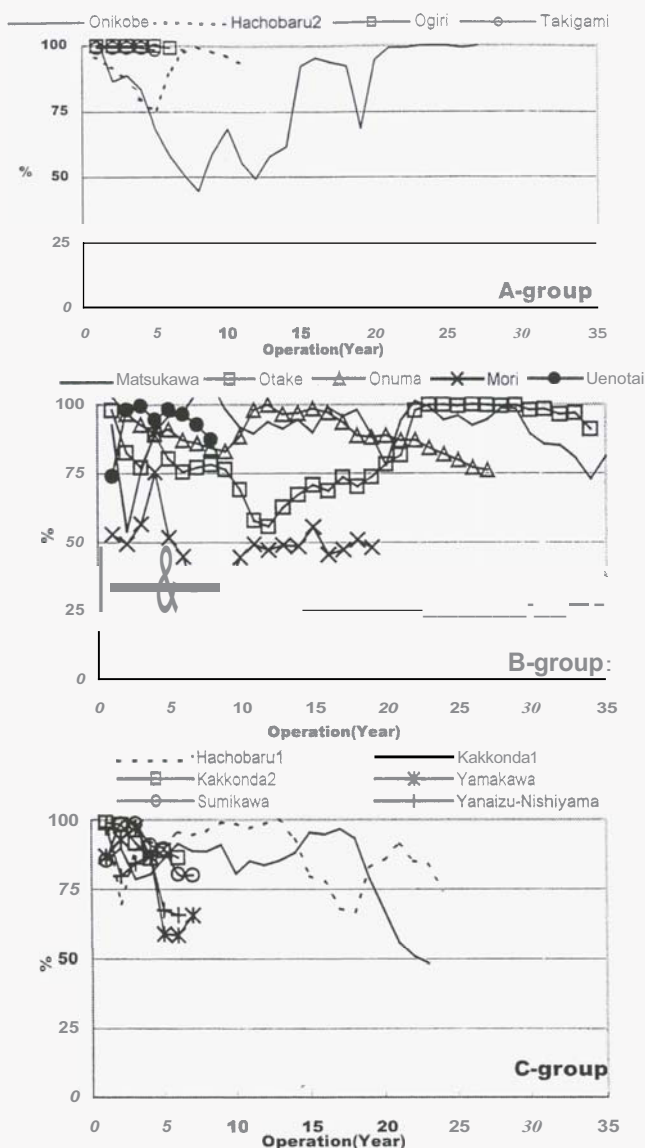 Onikobe Hachobaru2 Ogiri Takigami
100
75
50
%
25
0
A-group
0 5 10 15 20 25 30 35
Operation(Year)
Matsukawa Otake Onuma Mori Uenotai
100
75
%
50
25
0
B-group:
0 5 10 15 20 25 30 35
Operation(Year)
Hachobaru1 Kakkonda1
Kakkonda2 Yamakawa
Sumikawa Yanaizu-Nishiyama
100
75
%
50
25
0
C-group
0 5 10 15 20 25 30 35
Operation(Year)